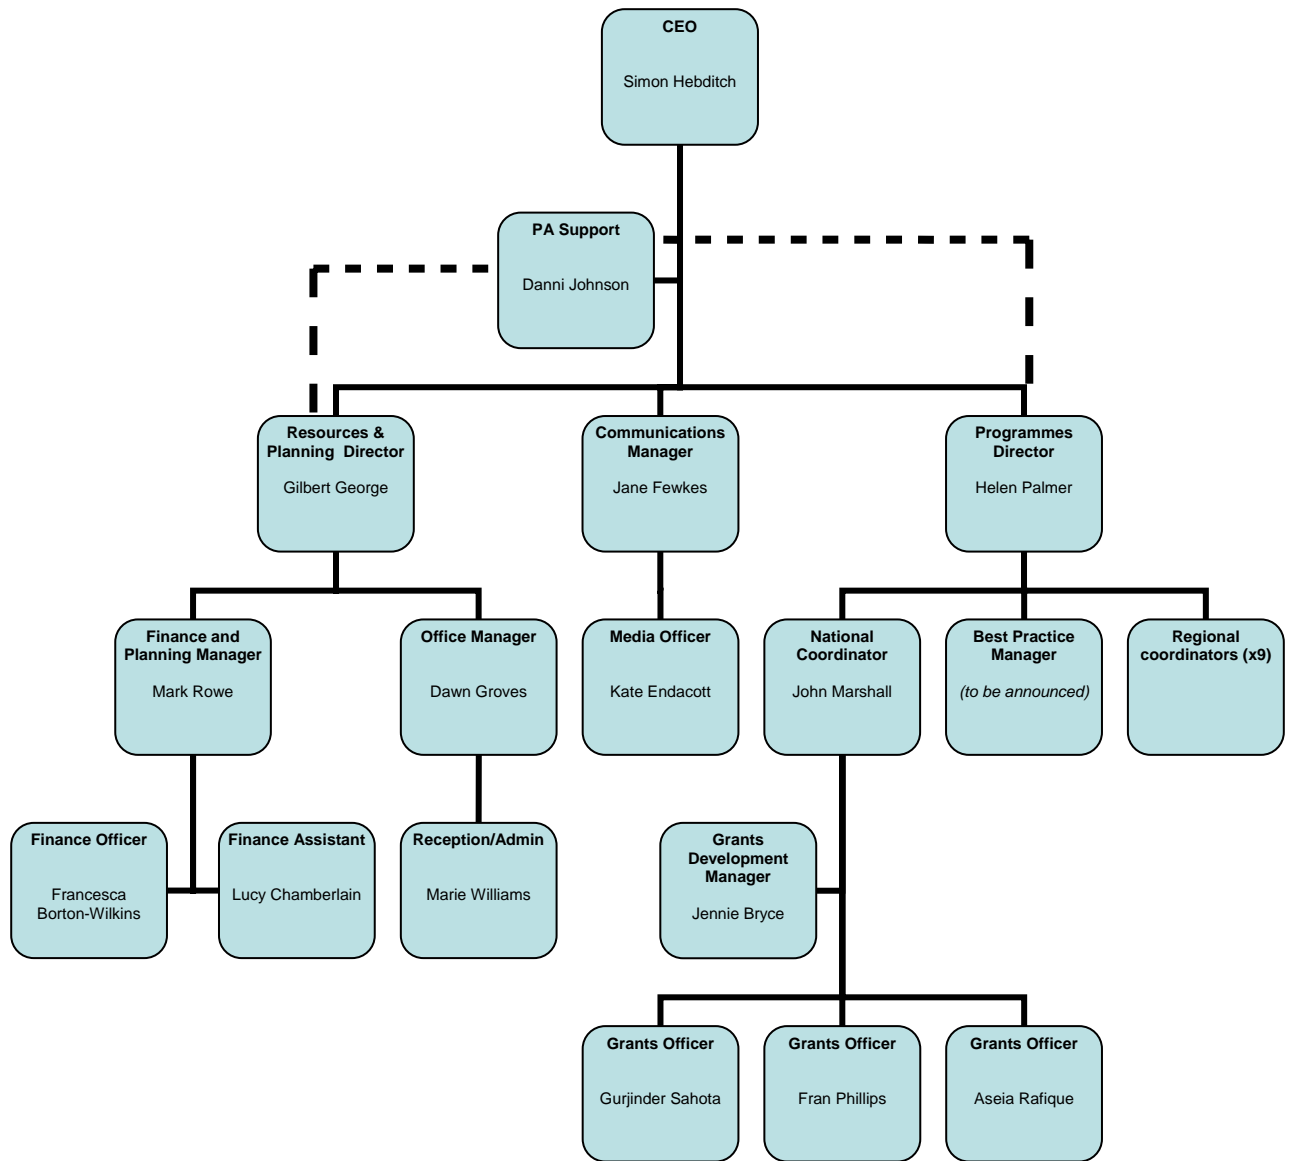 CEO
Simon Hebditch
PA Support
Danni Johnson
Resources &
Planning Director
Gilbert George
Communications
Manager
Jane Fewkes
Programmes
Director
Helen Palmer
Finance and
Planning Manager
Mark Rowe
Office Manager
Dawn Groves
Media Officer
Kate Endacott
National
Coordinator
John Marshall
Best Practice
Manager
(to be announced)
Regional
coordinators (x9)
Finance Officer
Francesca
Borton-Wilkins
Finance Assistant
Lucy Chamberlain
Reception/Admin
Marie Williams
Grants
Development
Manager
Jennie Bryce
Grants Officer
Gurjinder Sahota
Grants Officer
Fran Phillips
Grants Officer
Aseia Rafique